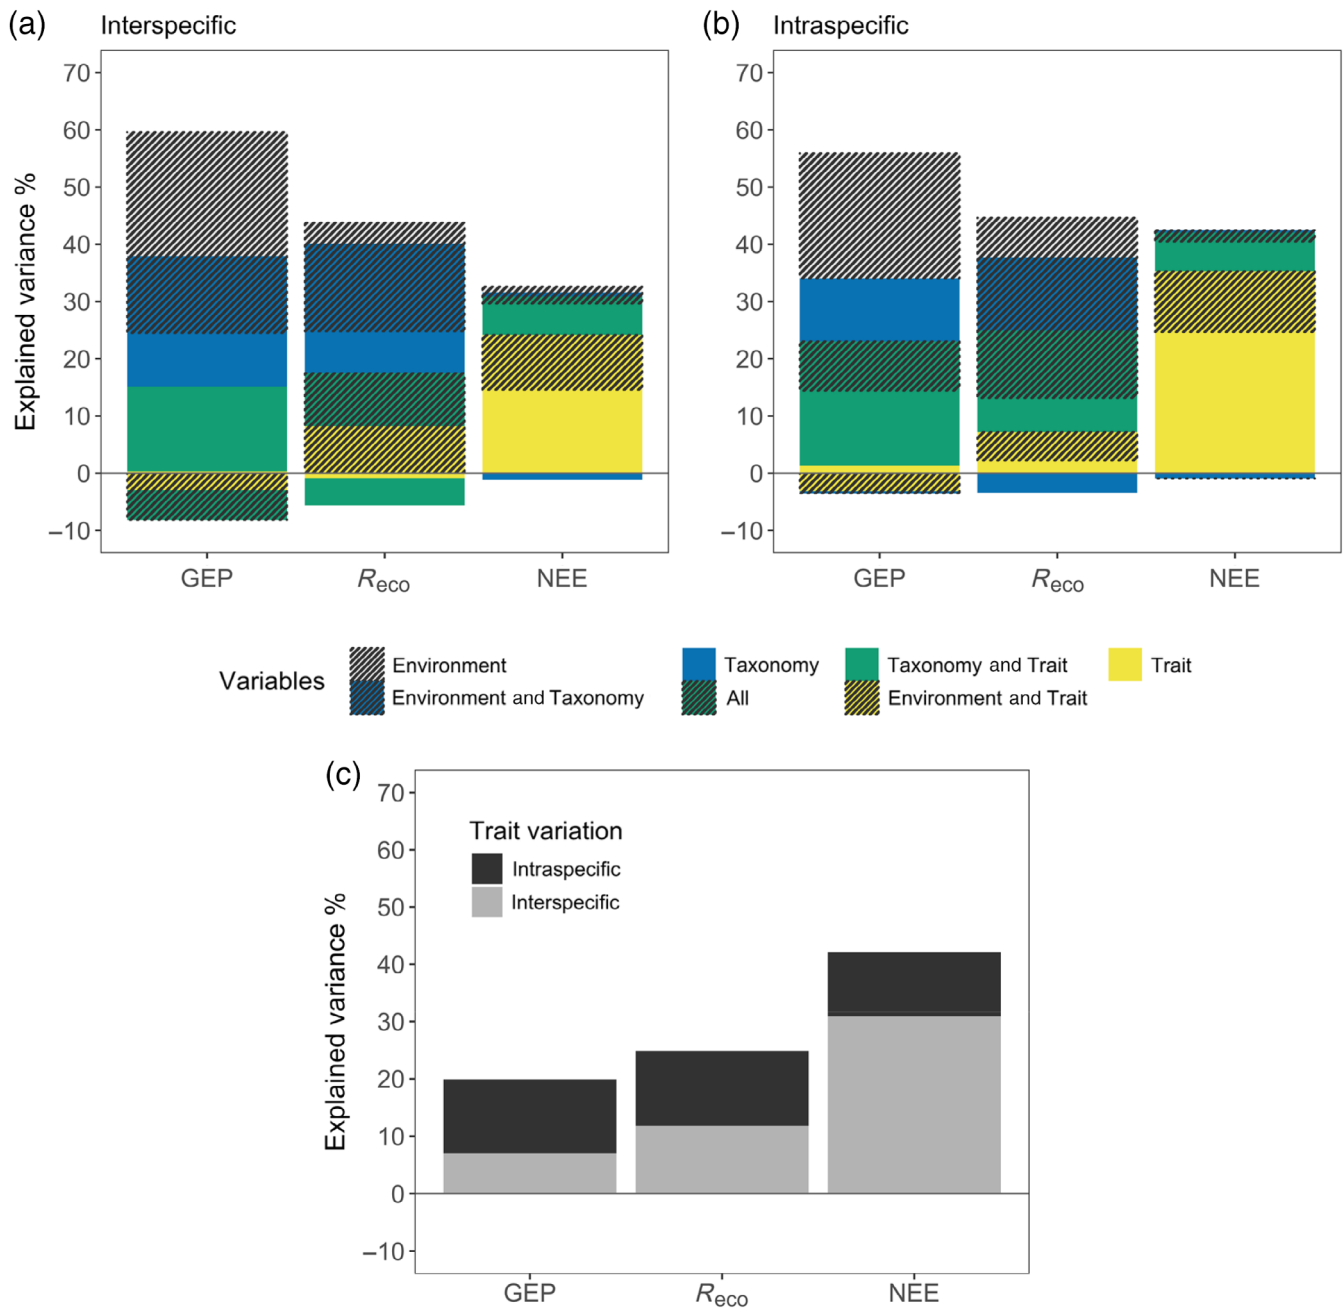 (a) Interspecific
(b) Intraspecific
Explained variance %
70
60
50
40
30
20
10
0
−10
GEP Reco NEE
70
60
50
40
30
20
10
0
−10
GEP Reco NEE
Variables
Environment Taxonomy Taxonomy and Trait Trait
Environment and Taxonomy All Environment and Trait
(c)
Explained variance %
70
60
50
40
30
20
10
0
−10
Trait variation
Intraspecific
Interspecific
GEP Reco NEE